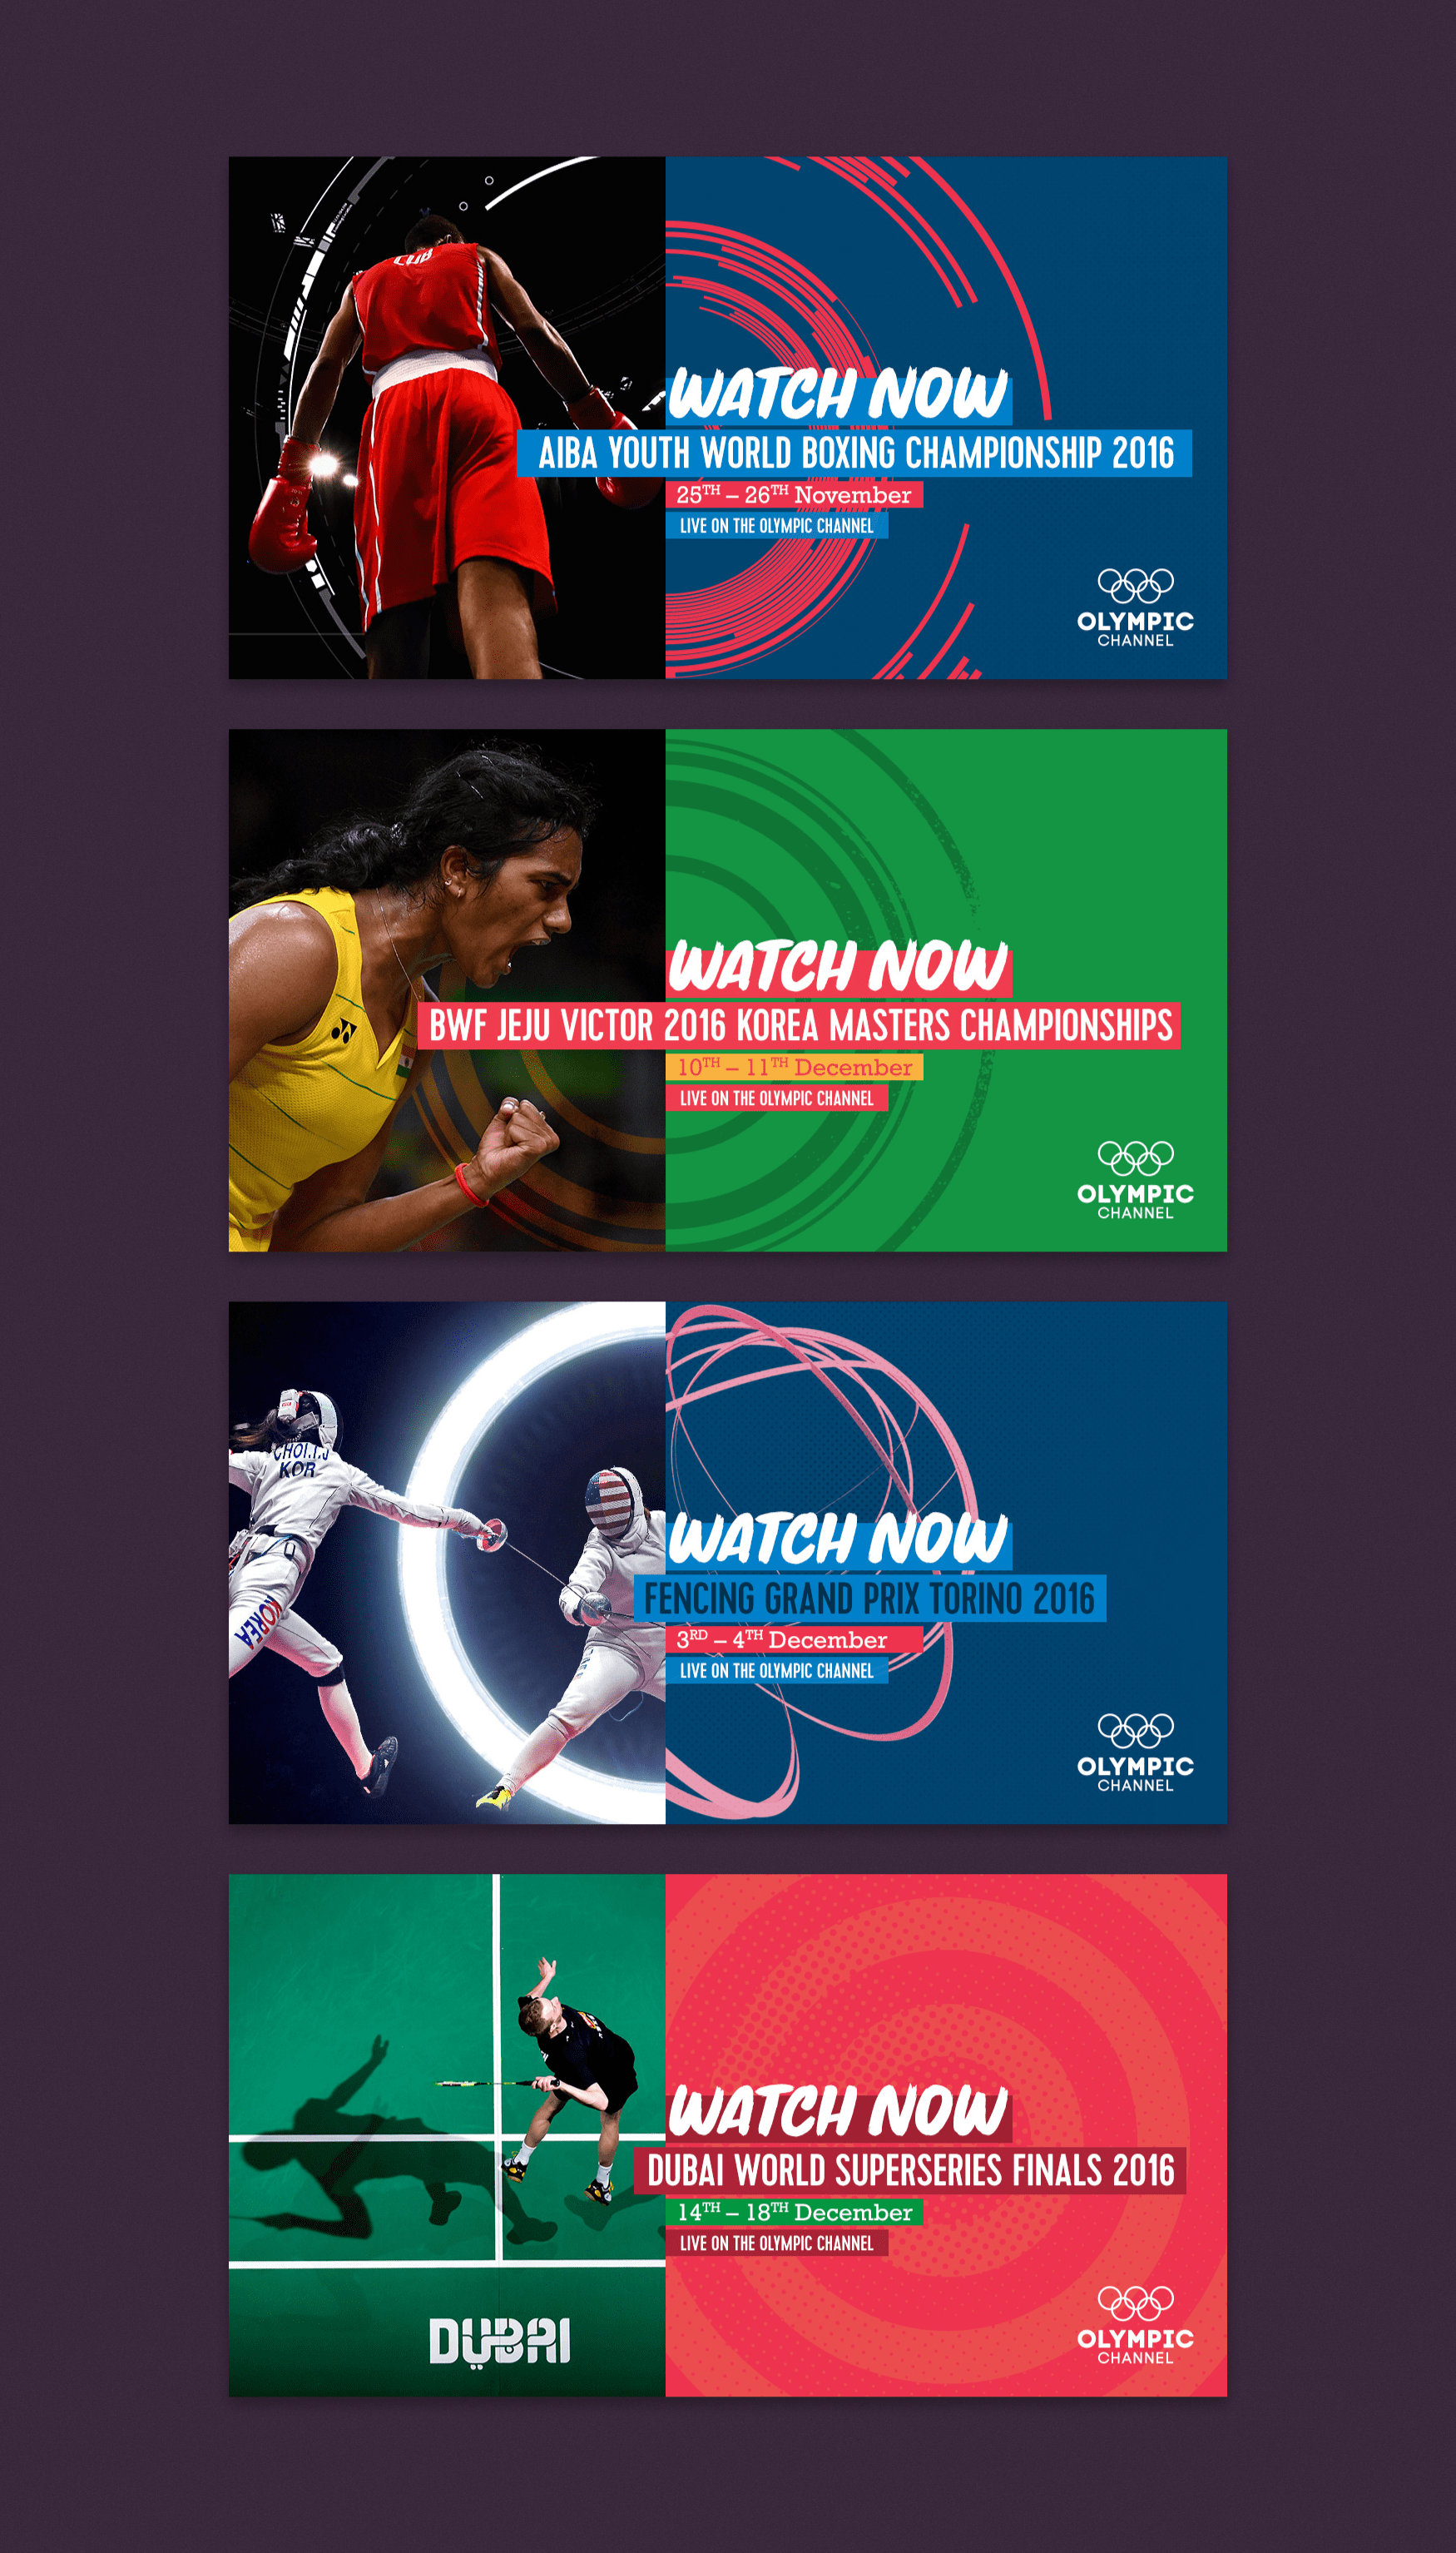 CUB
WATCH NOW
AIBA YOUTH WORLD BOXING CHAMPIONSHIP 2016
25TH – 26TH November
LIVE ON THE OLYMPIC CHANNEL
OLYMPIC
CHANNEL
WATCH NOW
BWF JEJU VICTOR 2016 KOREA MASTERS CHAMPIONSHIPS
10TH – 11TH December
LIVE ON THE OLYMPIC CHANNEL
OLYMPIC
CHANNEL
CHOI.I.J
KOR
KOREA
WATCH NOW
FENCING GRAND PRIX TORINO 2016
3RD – 4TH December
LIVE ON THE OLYMPIC CHANNEL
OLYMPIC
CHANNEL
WATCH NOW
DUBAI WORLD SUPERSERIES FINALS 2016
14TH – 18TH December
LIVE ON THE OLYMPIC CHANNEL
DUBAI
OLYMPIC
CHANNEL